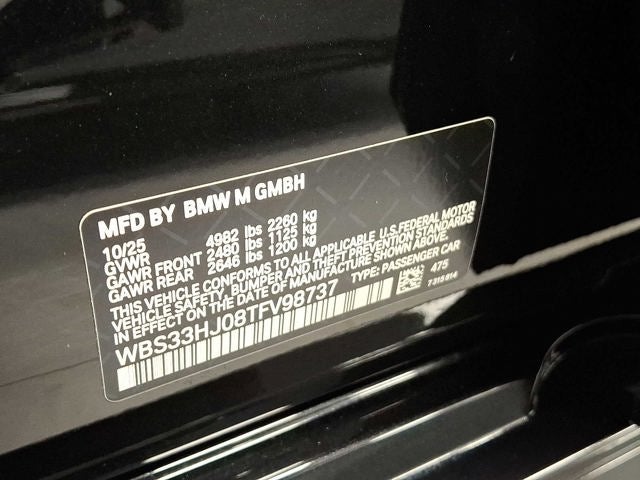 MFD BY BMW M GMBH
10/25
GVWR 4982 lbs 2260 kg
GAWR FRONT 2480 lbs 1125 kg
GAWR REAR 2646 lbs 1200 kg
THIS VEHICLE CONFORMS TO ALL APPLICABLE U.S. FEDERAL MOTOR
VEHICLE SAFETY, BUMPER, AND THEFT PREVENTION STANDARDS
IN EFFECT ON THE DATE OF MANUFACTURE SHOWN ABOVE.
WBS33HJ08TFV98737 TYPE: PASSENGER CAR
475
7315814